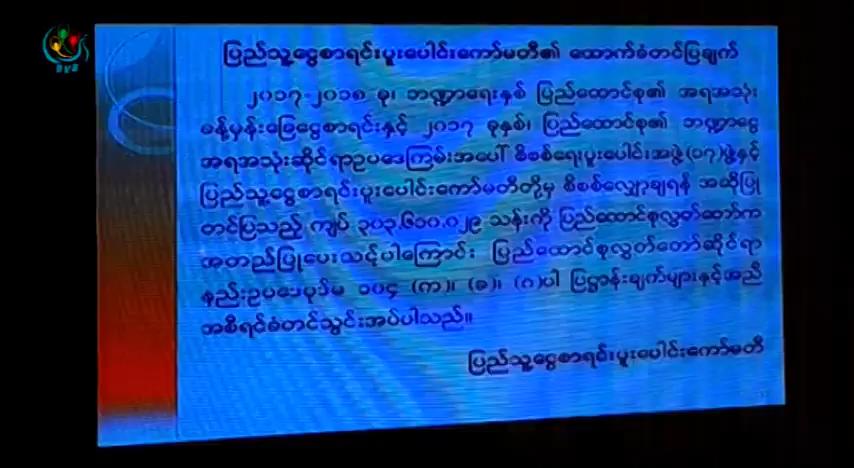 DVB
ပြည်သူ့ငွေစာရင်းပူးပေါင်းကော်မတီ၏ ထောက်ခံတင်ပြချက်
၂၀၁၇-၂၀၁၈ ခု၊ ဘဏ္ဍာရေးနှစ် ပြည်ထောင်စု၏ အရအသုံး
ခန့်မှန်းခြေငွေစာရင်းနှင့် ၂၀၁၇ ခုနှစ်၊ ပြည်ထောင်စု၏ ဘဏ္ဍာငွေ
အရအသုံးဆိုင်ရာဥပဒေကြမ်းအပေါ် စိစစ်ရေးပူးပေါင်းအဖွဲ့(၁၇)ဖွဲ့နှင့်
ပြည်သူ့ငွေစာရင်းပူးပေါင်းကော်မတီတို့မှ စိစစ်လျှော့ချရန် အဆိုပြု
တင်ပြသည့် ကျပ် ၃၀၃.၆၁၀.၀၂၉ သန်းကို ပြည်ထောင်စုလွှတ်တော်က
အတည်ပြုပေးသင့်ပါကြောင်း ပြည်ထောင်စုလွှတ်တော်ဆိုင်ရာ
နည်းဥပဒေပုဒ်မ ၁၀၄ (က)၊ (ခ)၊ (ဂ)ပါ ပြဋ္ဌာန်းချက်များနှင့်အညီ
အစီရင်ခံတင်သွင်းအပ်ပါသည်။
ပြည်သူ့ငွေစာရင်းပူးပေါင်းကော်မတီ